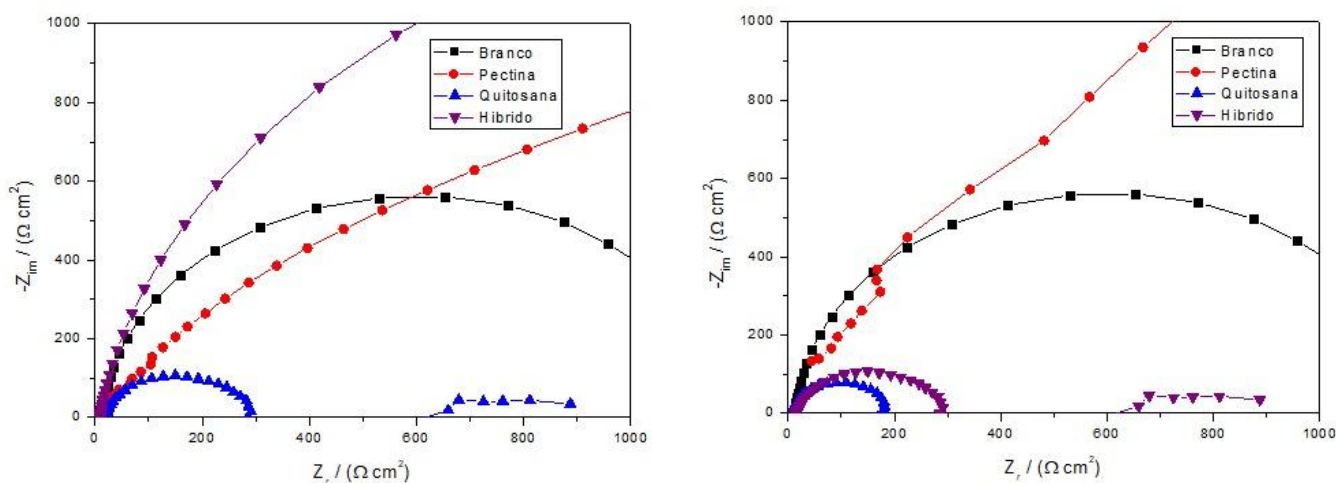 1000
800
600
400
200
0
-Z_im / (Ω cm²)
Branco
Pectina
Quitosana
Hibrido
0 200 400 600 800 1000
Z_r / (Ω cm²)
1000
800
600
400
200
0
-Z_im / (Ω cm²)
Branco
Pectina
Quitosana
Hibrido
0 200 400 600 800 1000
Z_r / (Ω cm²)